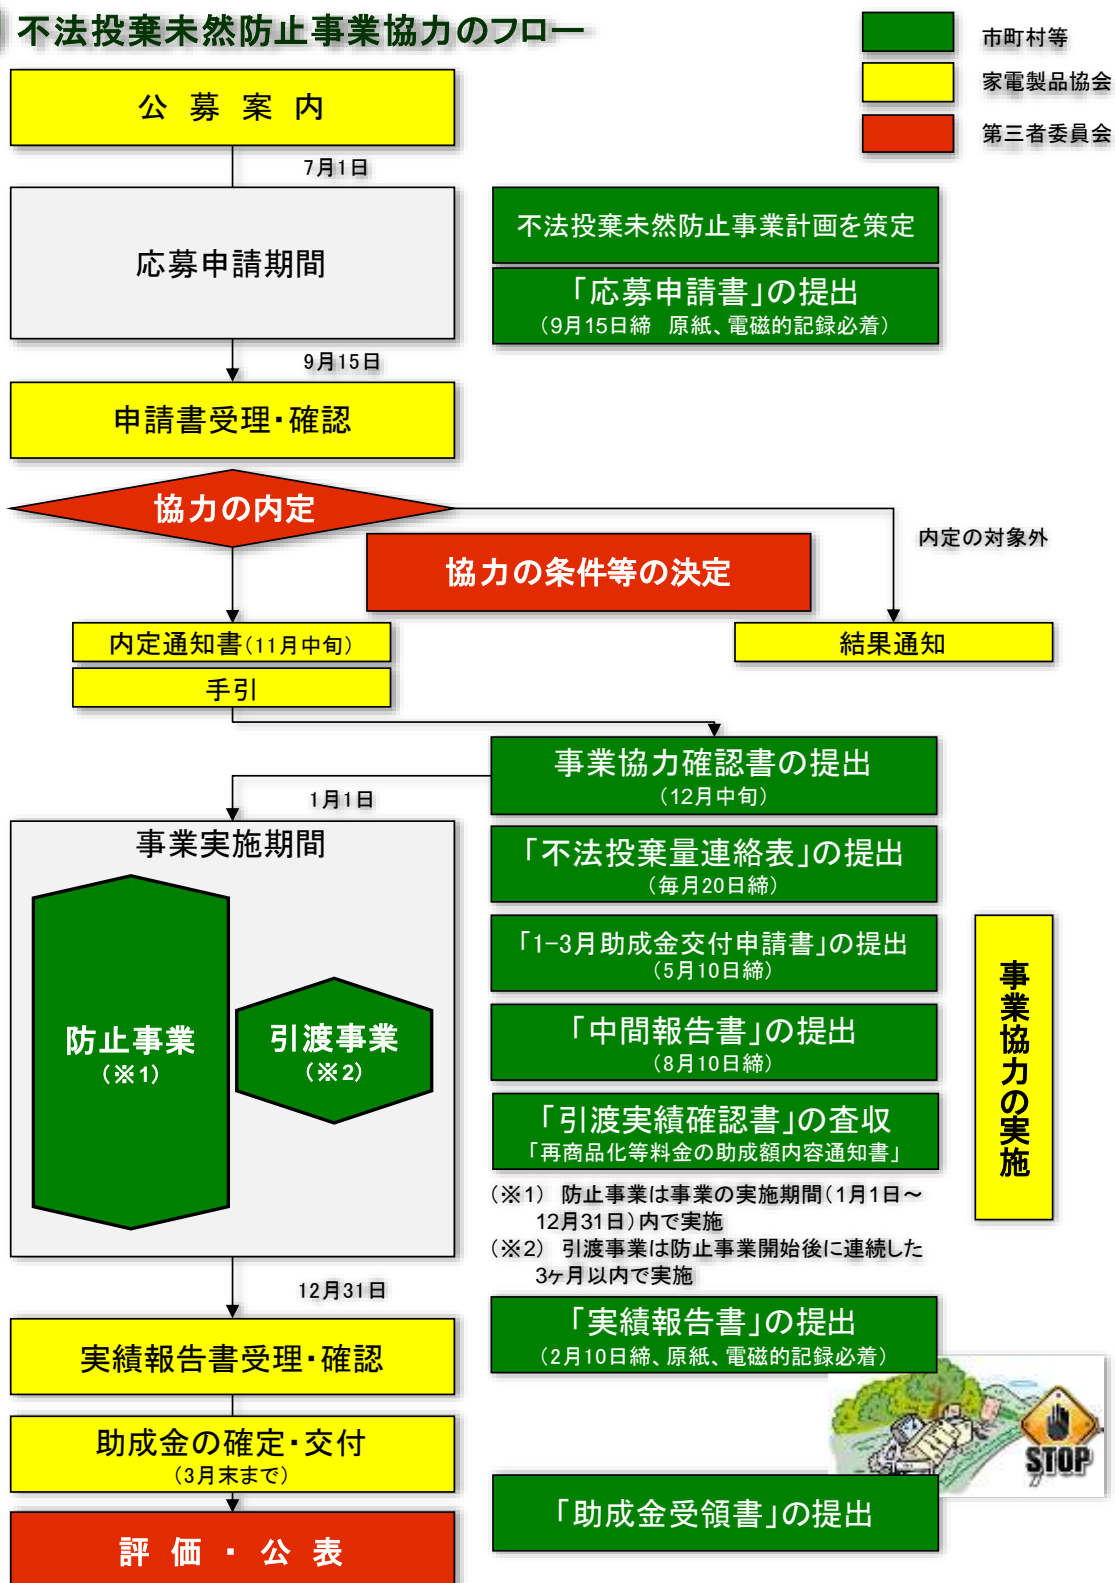 不法投棄未然防止事業協力のフロー
市町村等
家電製品協会
第三者委員会
公 募 案 内
7月1日
応募申請期間
不法投棄未然防止事業計画を策定
「応募申請書」の提出
（9月15日締 原紙、電磁的記録必着）
9月15日
申請書受理・確認
協力の内定
内定の対象外
協力の条件等の決定
内定通知書（11月中旬）
手引
結果通知
事業協力確認書の提出
（12月中旬）
1月1日
事業実施期間
防止事業
（※1）
引渡事業
（※2）
「不法投棄量連絡表」の提出
（毎月20日締）
「1-3月助成金交付申請書」の提出
（5月10日締）
「中間報告書」の提出
（8月10日締）
「引渡実績確認書」の査収
「再商品化等料金の助成額内容通知書」
事業協力の実施
（※1） 防止事業は事業の実施期間（1月1日～
12月31日）内で実施
（※2） 引渡事業は防止事業開始後に連続した
3ヶ月以内で実施
12月31日
実績報告書受理・確認
「実績報告書」の提出
（2月10日締、原紙、電磁的記録必着）
STOP
助成金の確定・交付
（3月末まで）
「助成金受領書」の提出
評 価 ・ 公 表